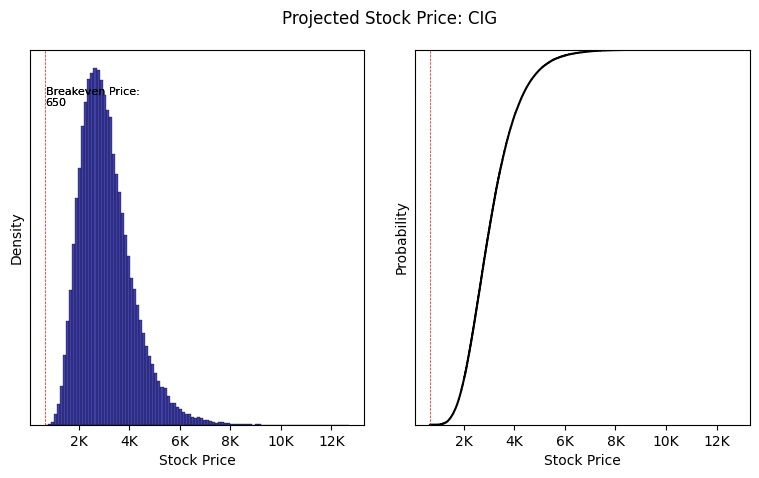 Projected Stock Price: CIG
Breakeven Price:
650
Density
2K 4K 6K 8K 10K 12K
Stock Price
Probability
2K 4K 6K 8K 10K 12K
Stock Price